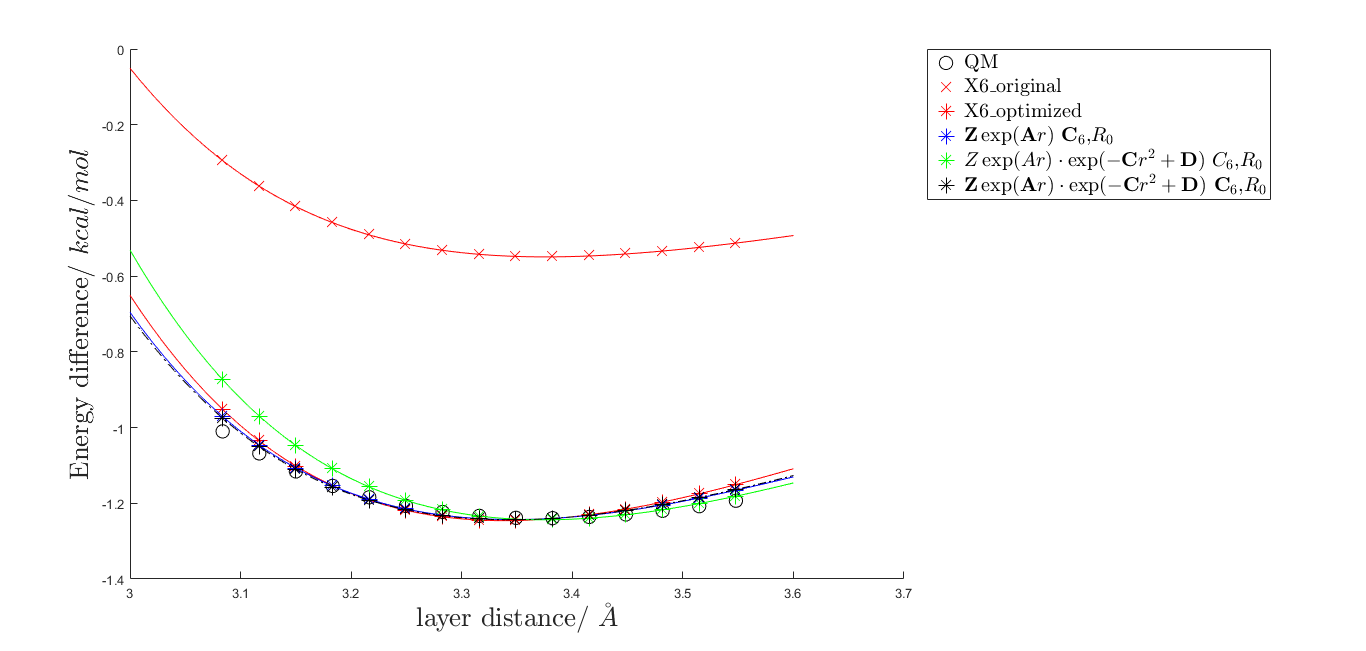 0
-0.2
-0.4
-0.6
-0.8
-1
-1.2
-1.4
Energy difference/ kcal/mol
3
3.1
3.2
3.3
3.4
3.5
3.6
3.7
layer distance/ Å
QM
X6_original
X6_optimized
Z exp(Ar) C₆,R₀
Z exp(Ar) · exp(−Cr² + D) C₆,R₀
Z exp(Ar) · exp(−Cr² + D) C₆,R₀